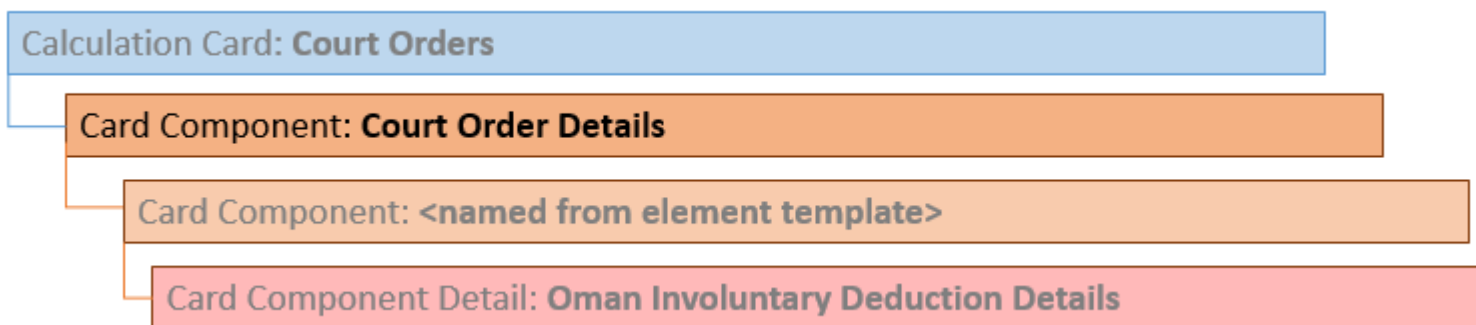 Calculation Card: Court Orders
Card Component: Court Order Details
Card Component: <named from element template>
Card Component Detail: Oman Involuntary Deduction Details